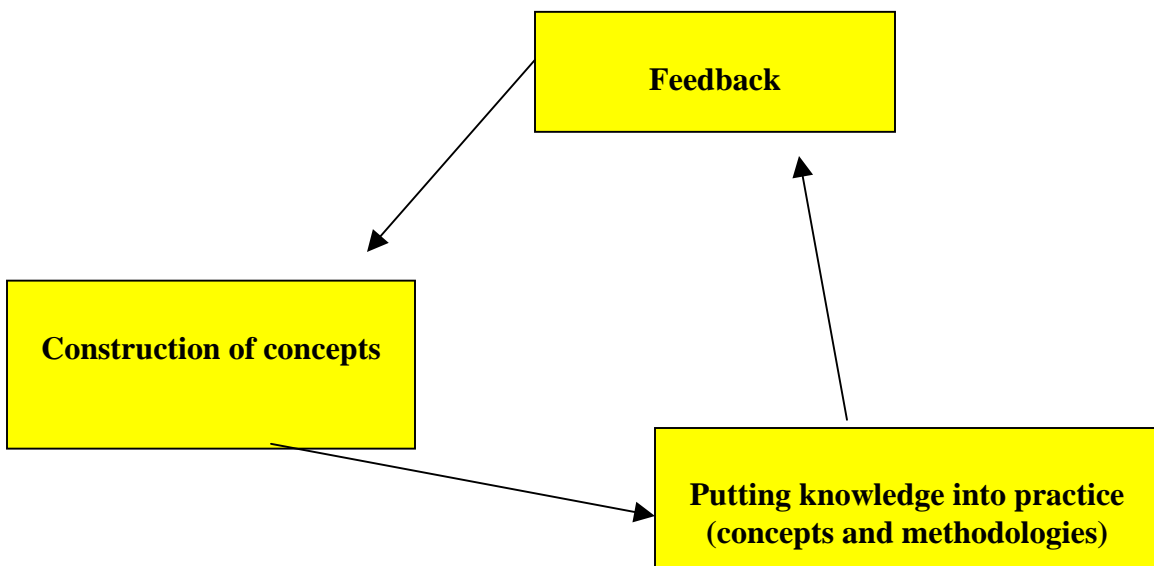 Feedback
Construction of concepts
Putting knowledge into practice
(concepts and methodologies)